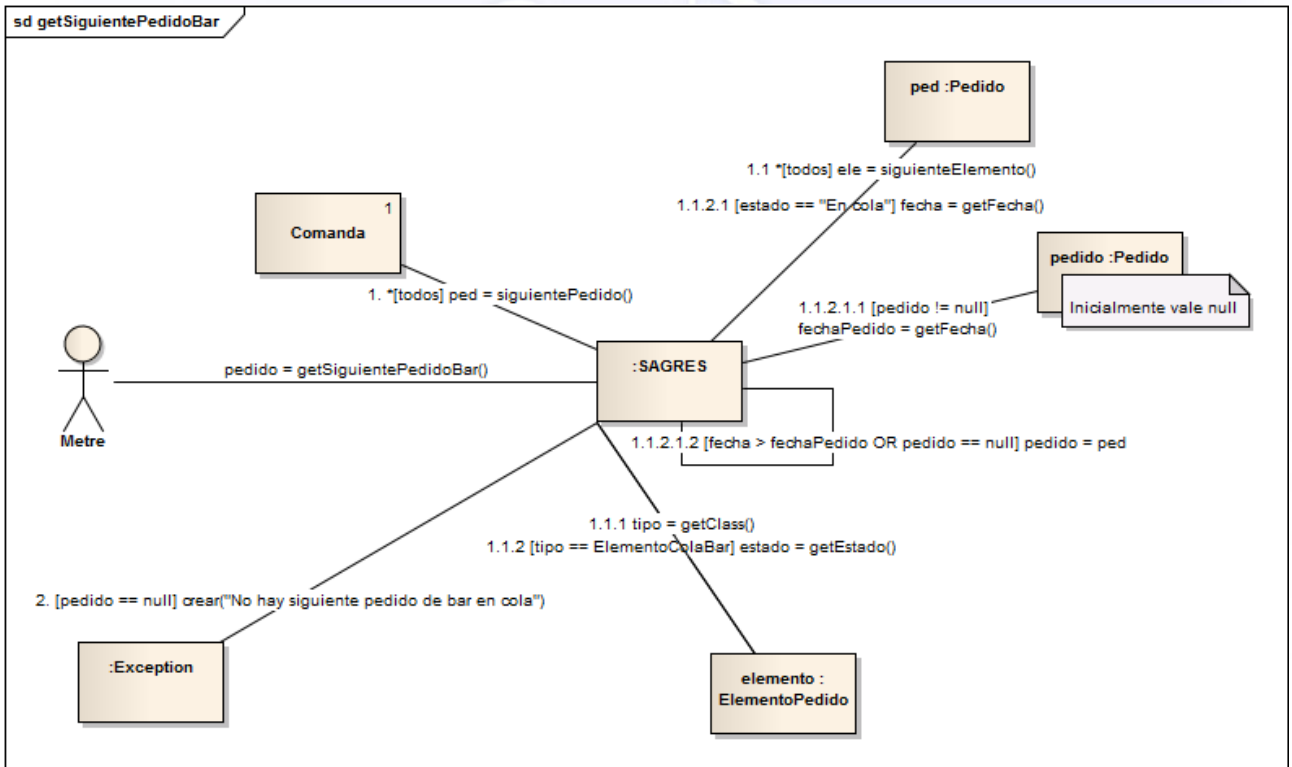 sd getSiguientePedidoBar
ped :Pedido
1.1 *[todos] ele = siguienteElemento()
1.1.2.1 [estado == "En cola"] fecha = getFecha()
1
Comanda
1. *[todos] ped = siguientePedido()
pedido :Pedido
Inicialmente vale null
1.1.2.1.1 [pedido != null]
fechaPedido = getFecha()
:SAGRES
pedido = getSiguientePedidoBar()
Metre
1.1.2.1.2 [fecha > fechaPedido OR pedido == null] pedido = ped
1.1.1 tipo = getClass()
1.1.2 [tipo == ElementoColaBar] estado = getEstado()
2. [pedido == null] crear("No hay siguiente pedido de bar en cola")
:Exception
elemento :
ElementoPedido